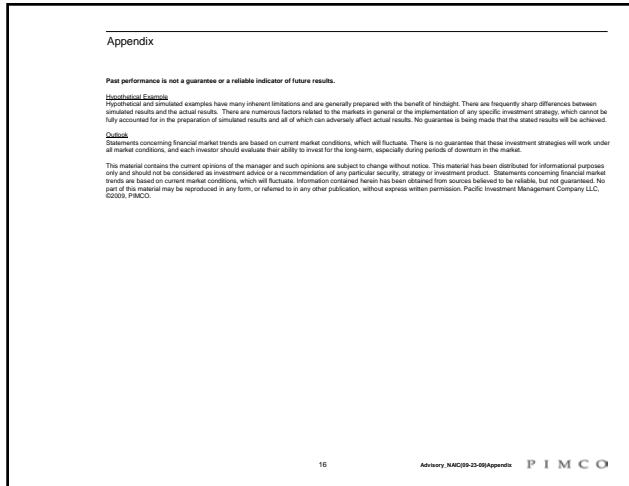 Appendix
Past performance is not a guarantee or a reliable indicator of future results.
Hypothetical Example
Hypothetical and simulated examples have many inherent limitations and are generally prepared with the benefit of hindsight. There are frequently sharp differences between
simulated results and the actual results.  There are numerous factors related to the markets in general or the implementation of any specific investment strategy, which cannot be
fully accounted for in the preparation of simulated results and all of which can adversely affect actual results. No guarantee is being made that the stated results will be achieved.
Outlook
Statements concerning financial market trends are based on current market conditions, which will fluctuate. There is no guarantee that these investment strategies will work under
all market conditions, and each investor should evaluate their ability to invest for the long-term, especially during periods of downturn in the market.
This material contains the current opinions of the manager and such opinions are subject to change without notice. This material has been distributed for informational purposes
only and should not be considered as investment advice or a recommendation of any particular security, strategy or investment product.  Statements concerning financial market
trends are based on current market conditions, which will fluctuate. Information contained herein has been obtained from sources believed to be reliable, but not guaranteed. No
part of this material may be reproduced in any form, or referred to in any other publication, without express written permission. Pacific Investment Management Company LLC,
©2009, PIMCO.
16
Advisory_NAIC(09-23-09)Appendix
PIMCO